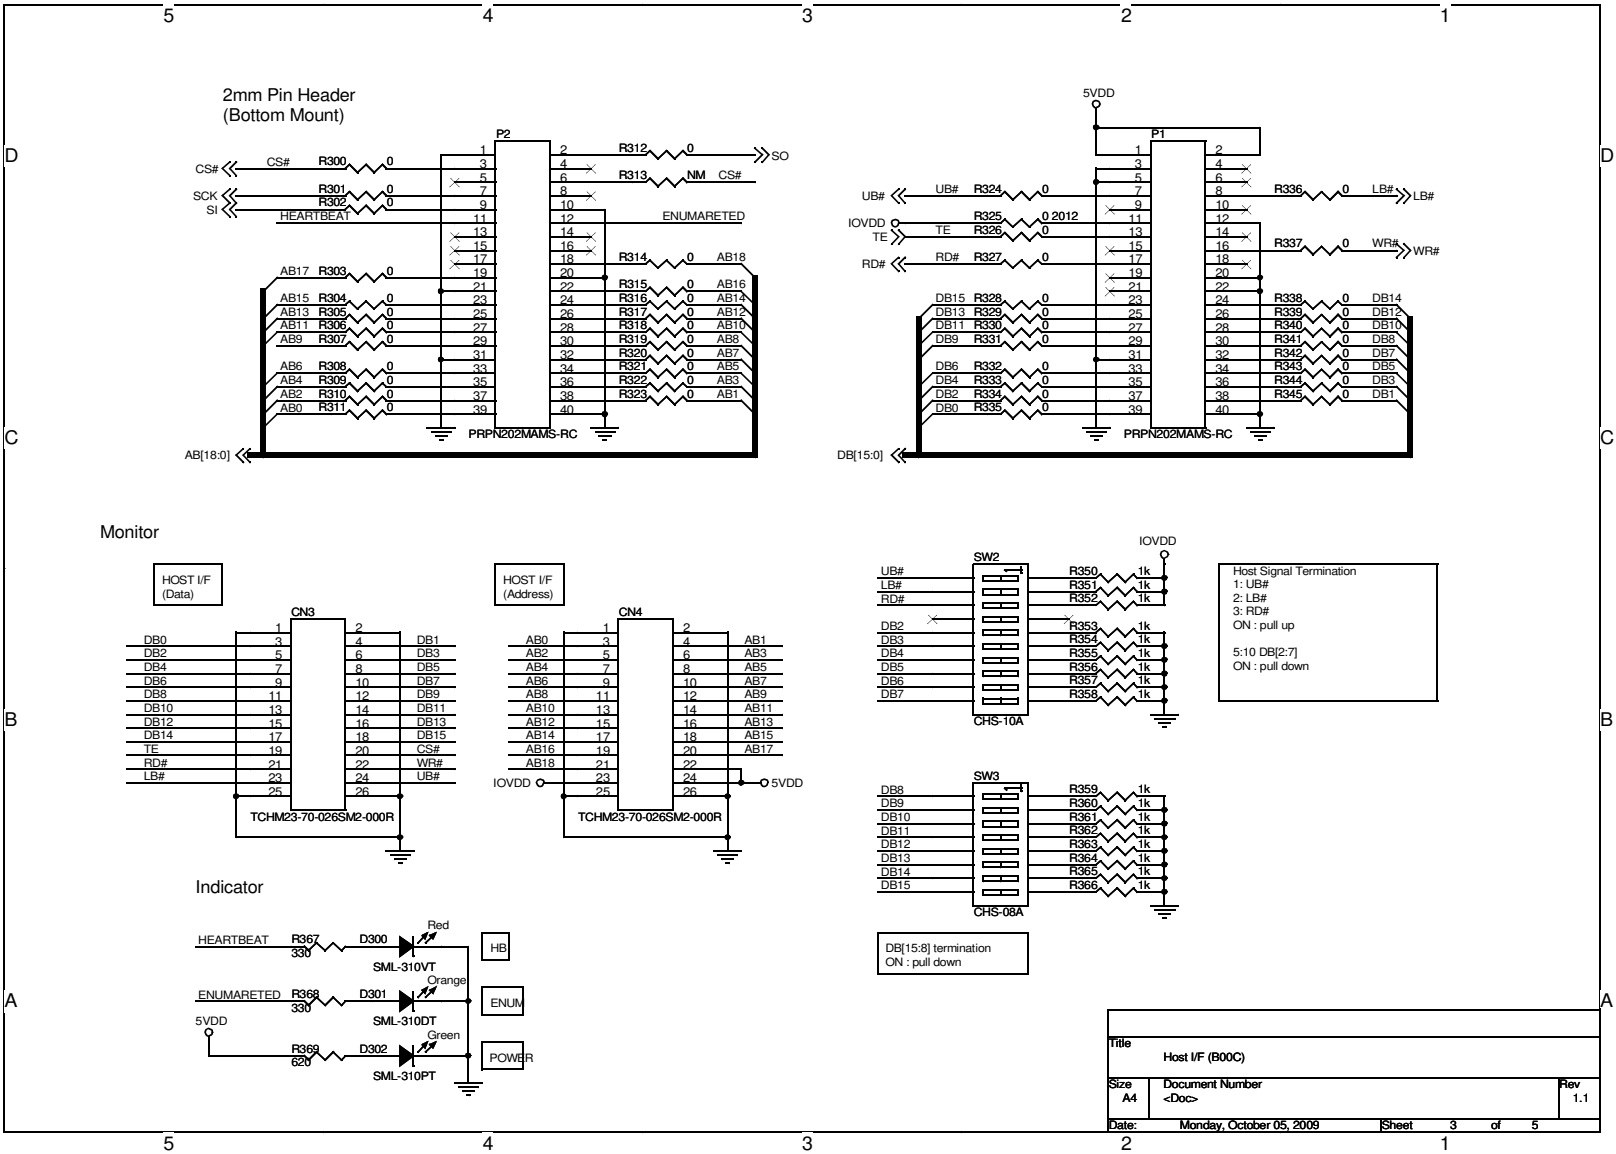 5 4 3 2 1
D D
C C
B B
A A
2mm Pin Header
(Bottom Mount)
P2
CS# CS# R300 0 1 2 R312 0 SO
3 4
5 6 R313 NM CS#
SCK R301 0 7 8
SI R302 0 9 10
HEARTBEAT 11 12 ENUMARETED
13 14
15 16
17 18 R314 0 AB18
AB17 R303 0 19 20
21 22 R315 0 AB16
AB15 R304 0 23 24 R316 0 AB14
AB13 R305 0 25 26 R317 0 AB12
AB11 R306 0 27 28 R318 0 AB10
AB9 R307 0 29 30 R319 0 AB8
31 32 R320 0 AB7
AB6 R308 0 33 34 R321 0 AB5
AB4 R309 0 35 36 R322 0 AB3
AB2 R310 0 37 38 R323 0 AB1
AB0 R311 0 39 40
PRPN202MAMS-RC
AB[18:0]
5VDD
P1
1 2
3 4
5 6
UB# UB# R324 0 7 8 R336 0 LB# LB#
9 10
IOVDD R325 0 2012 11 12
TE TE R326 0 13 14
15 16 R337 0 WR# WR#
RD# RD# R327 0 17 18
19 20
21 22
DB15 R328 0 23 24 R338 0 DB14
DB13 R329 0 25 26 R339 0 DB12
DB11 R330 0 27 28 R340 0 DB10
DB9 R331 0 29 30 R341 0 DB8
31 32 R342 0 DB7
DB6 R332 0 33 34 R343 0 DB5
DB4 R333 0 35 36 R344 0 DB3
DB2 R334 0 37 38 R345 0 DB1
DB0 R335 0 39 40
PRPN202MAMS-RC
DB[15:0]
Monitor
HOST I/F
(Data)
CN3
1 2
DB0 3 4 DB1
DB2 5 6 DB3
DB4 7 8 DB5
DB6 9 10 DB7
DB8 11 12 DB9
DB10 13 14 DB11
DB12 15 16 DB13
DB14 17 18 DB15
TE 19 20 CS#
RD# 21 22 WR#
LB# 23 24 UB#
25 26
TCHM23-70-026SM2-000R
HOST I/F
(Address)
CN4
1 2
AB0 3 4 AB1
AB2 5 6 AB3
AB4 7 8 AB5
AB6 9 10 AB7
AB8 11 12 AB9
AB10 13 14 AB11
AB12 15 16 AB13
AB14 17 18 AB15
AB16 19 20 AB17
AB18 21 22
IOVDD 23 24 5VDD
25 26
TCHM23-70-026SM2-000R
IOVDD
SW2
UB# R350 1k
LB# R351 1k
RD# R352 1k
DB2 R353 1k
DB3 R354 1k
DB4 R355 1k
DB5 R356 1k
DB6 R357 1k
DB7 R358 1k
CHS-10A
Host Signal Termination
1: UB#
2: LB#
3: RD#
ON : pull up
5:10 DB[2:7]
ON : pull down
SW3
DB8 R359 1k
DB9 R360 1k
DB10 R361 1k
DB11 R362 1k
DB12 R363 1k
DB13 R364 1k
DB14 R365 1k
DB15 R366 1k
CHS-08A
DB[15:8] termination
ON : pull down
Indicator
HEARTBEAT R367 330 D300 Red HB
SML-310VT
ENUMARETED R368 330 D301 Orange ENUM
SML-310DT
5VDD
R369 620 D302 Green POWER
SML-310PT
Title
Host I/F (B00C)
Size Document Number Rev
A4 <Doc> 1.1
Date: Monday, October 05, 2009 Sheet 3 of 5
5 4 3 2 1